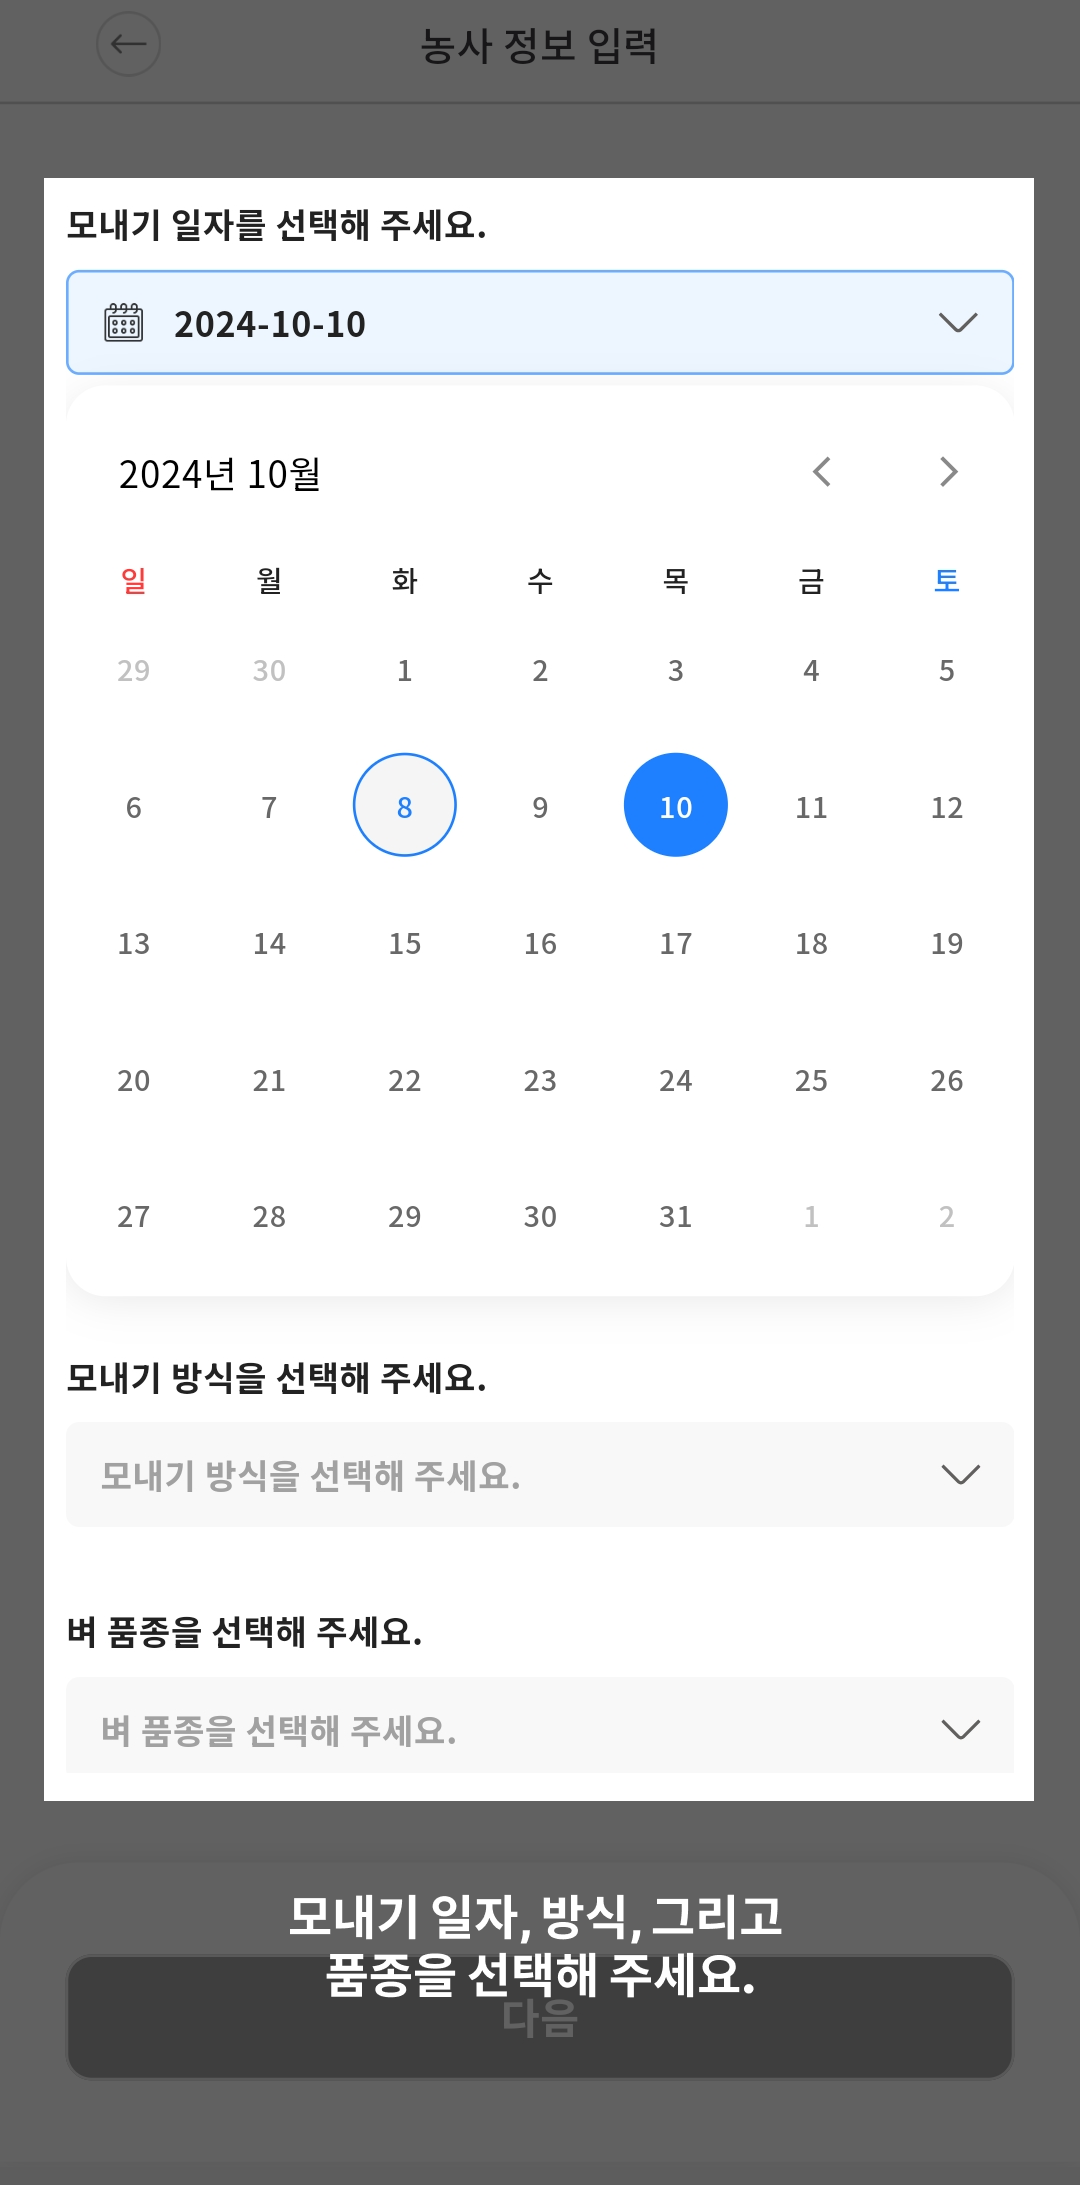 농사 정보 입력
모내기 일자를 선택해 주세요.
2024-10-10
2024년 10월
일 월 화 수 목 금 토
29 30 1 2 3 4 5
6 7 8 9 10 11 12
13 14 15 16 17 18 19
20 21 22 23 24 25 26
27 28 29 30 31 1 2
모내기 방식을 선택해 주세요.
모내기 방식을 선택해 주세요.
벼 품종을 선택해 주세요.
벼 품종을 선택해 주세요.
모내기 일자, 방식, 그리고
품종을 선택해 주세요.
다음